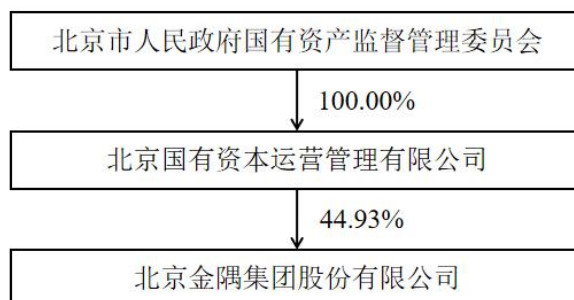 北京市人民政府国有资产监督管理委员会
100.00%
北京国有资本运营管理有限公司
44.93%
北京金隅集团股份有限公司